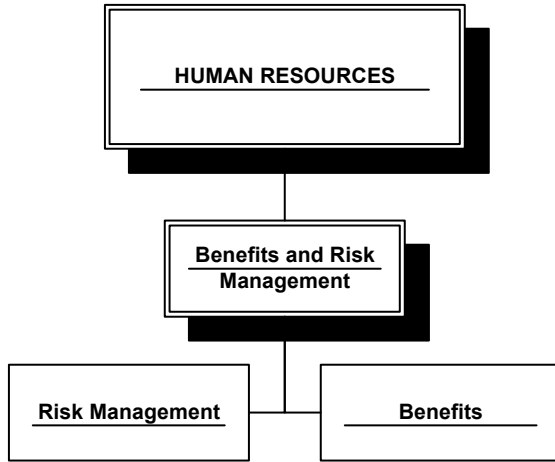 HUMAN RESOURCES
Benefits and Risk
Management
Risk Management
Benefits